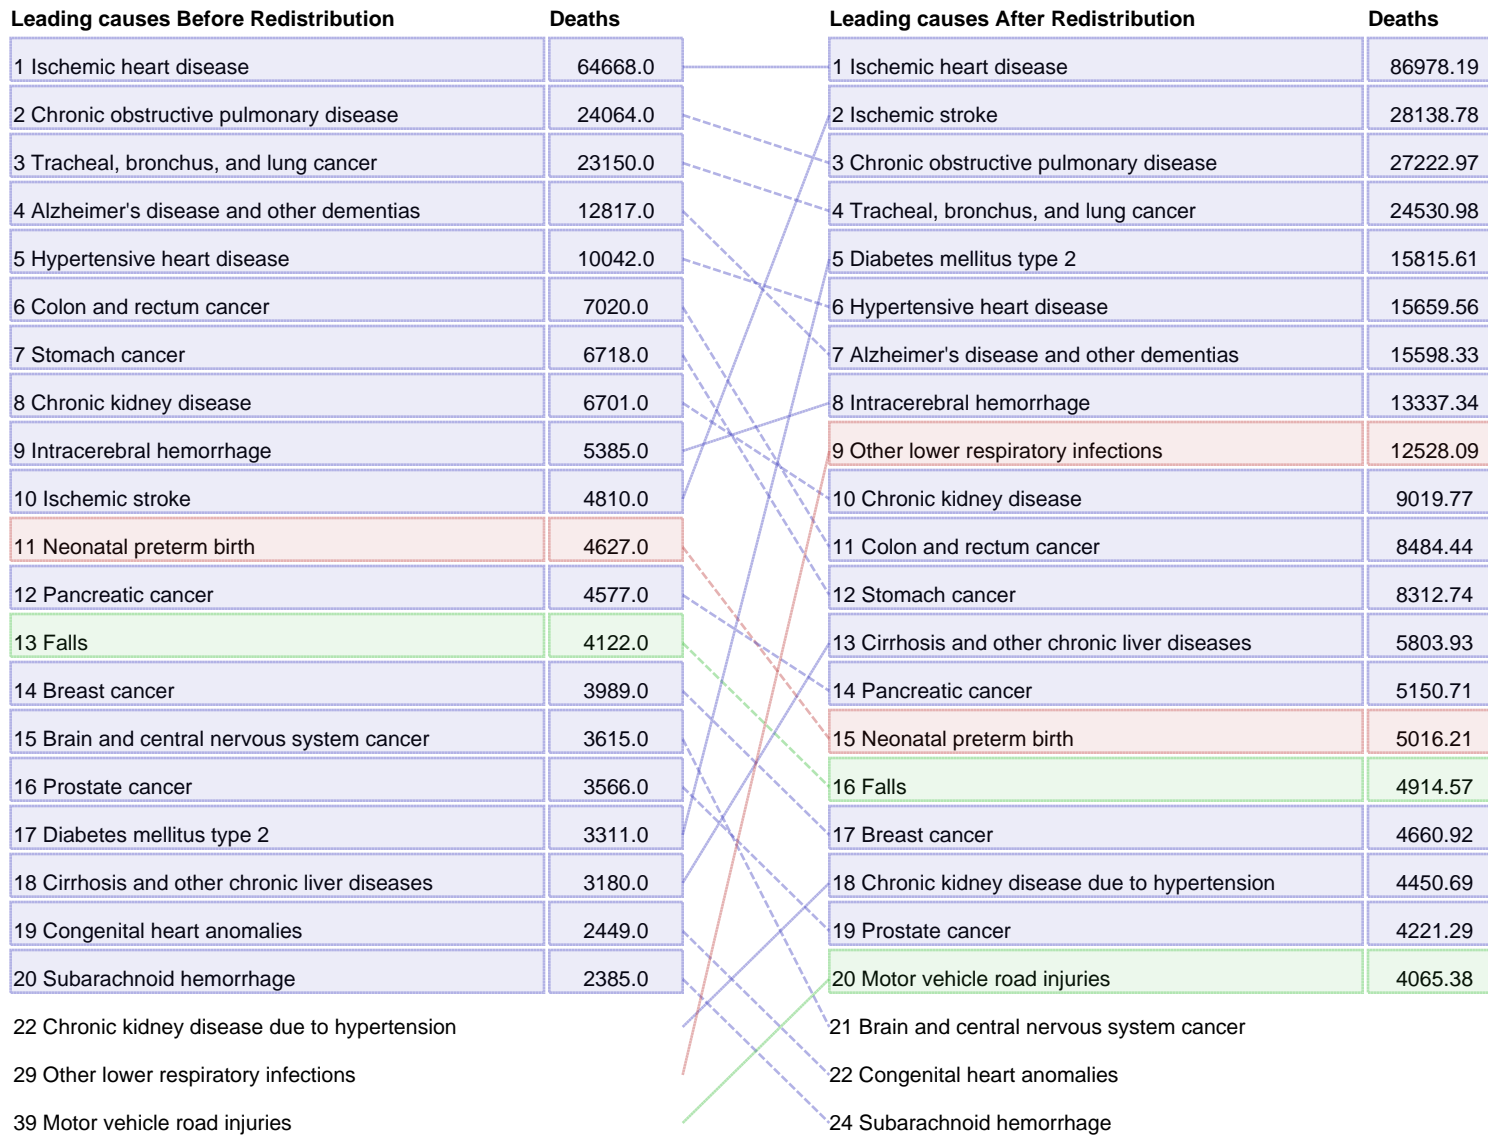 Leading causes Before Redistribution Deaths Leading causes After Redistribution Deaths
1 Ischemic heart disease 64668.0 1 Ischemic heart disease 86978.19
2 Chronic obstructive pulmonary disease 24064.0 2 Ischemic stroke 28138.78
3 Tracheal, bronchus, and lung cancer 23150.0 3 Chronic obstructive pulmonary disease 27222.97
4 Alzheimer's disease and other dementias 12817.0 4 Tracheal, bronchus, and lung cancer 24530.98
5 Hypertensive heart disease 10042.0 5 Diabetes mellitus type 2 15815.61
6 Colon and rectum cancer 7020.0 6 Hypertensive heart disease 15659.56
7 Stomach cancer 6718.0 7 Alzheimer's disease and other dementias 15598.33
8 Chronic kidney disease 6701.0 8 Intracerebral hemorrhage 13337.34
9 Intracerebral hemorrhage 5385.0 9 Other lower respiratory infections 12528.09
10 Ischemic stroke 4810.0 10 Chronic kidney disease 9019.77
11 Neonatal preterm birth 4627.0 11 Colon and rectum cancer 8484.44
12 Pancreatic cancer 4577.0 12 Stomach cancer 8312.74
13 Falls 4122.0 13 Cirrhosis and other chronic liver diseases 5803.93
14 Breast cancer 3989.0 14 Pancreatic cancer 5150.71
15 Brain and central nervous system cancer 3615.0 15 Neonatal preterm birth 5016.21
16 Prostate cancer 3566.0 16 Falls 4914.57
17 Diabetes mellitus type 2 3311.0 17 Breast cancer 4660.92
18 Cirrhosis and other chronic liver diseases 3180.0 18 Chronic kidney disease due to hypertension 4450.69
19 Congenital heart anomalies 2449.0 19 Prostate cancer 4221.29
20 Subarachnoid hemorrhage 2385.0 20 Motor vehicle road injuries 4065.38
22 Chronic kidney disease due to hypertension 21 Brain and central nervous system cancer
29 Other lower respiratory infections 22 Congenital heart anomalies
39 Motor vehicle road injuries 24 Subarachnoid hemorrhage